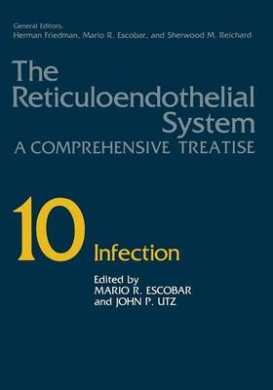 General Editors:
Herman Friedman, Mario R. Escobar, and Sherwood M. Reichard
The
Reticuloendothelial
System
A COMPREHENSIVE TREATISE
10 Infection
Edited by
MARIO R. ESCOBAR
and JOHN P. UTZ